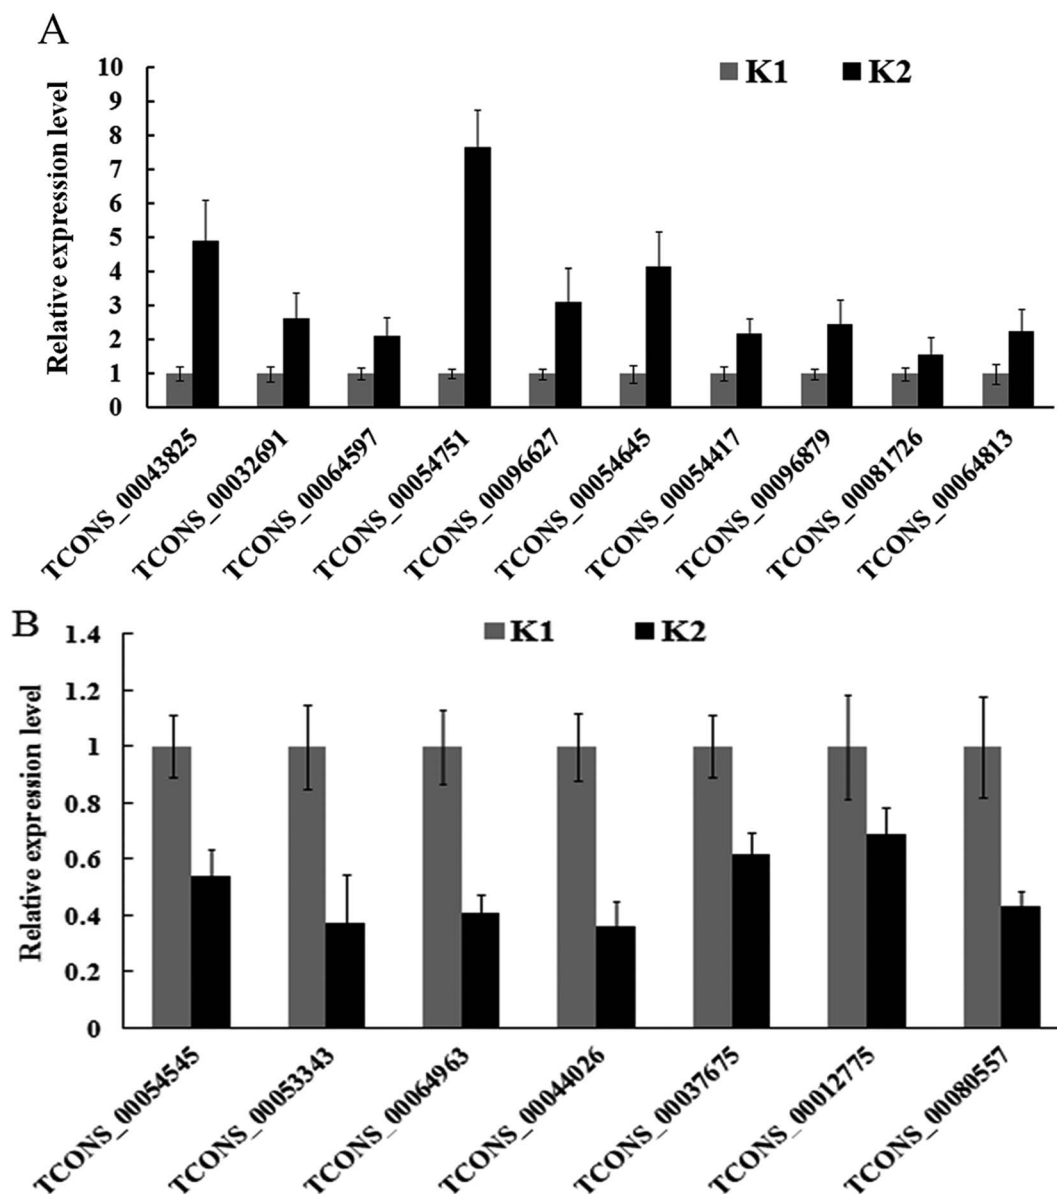 A
K1 K2
Relative expression level
10
9
8
7
6
5
4
3
2
1
0
TCONS_00043825
TCONS_00032691
TCONS_00064597
TCONS_00054751
TCONS_00096627
TCONS_00054645
TCONS_00054417
TCONS_00096879
TCONS_00081726
TCONS_00064813
B
K1 K2
Relative expression level
1.4
1.2
1
0.8
0.6
0.4
0.2
0
TCONS_00054545
TCONS_00053343
TCONS_00064963
TCONS_00044026
TCONS_00037675
TCONS_00012775
TCONS_00080557